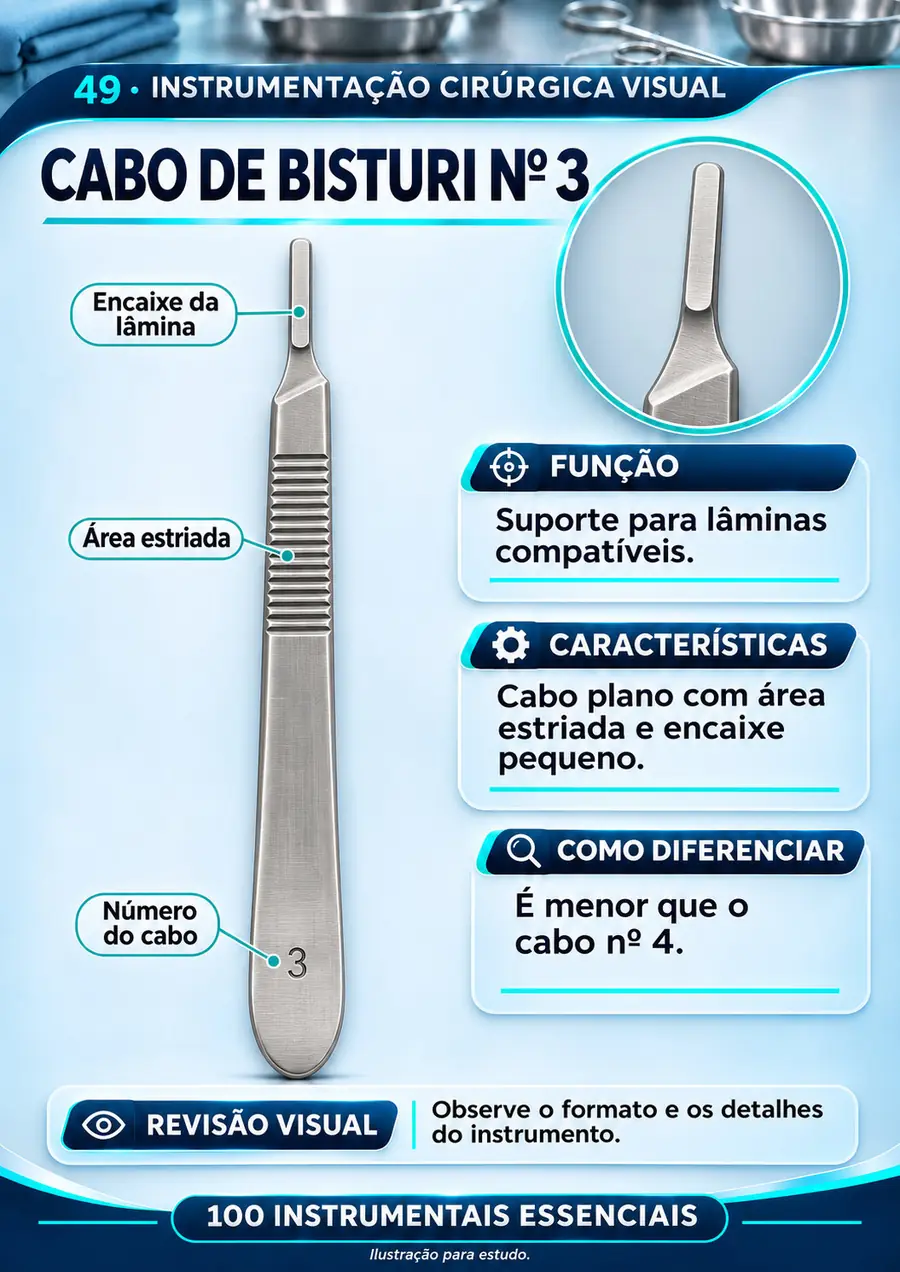 49 · INSTRUMENTAÇÃO CIRÚRGICA VISUAL
CABO DE BISTURI Nº 3
Encaixe da
lâmina
Área estriada
Número
do cabo
3
FUNÇÃO
Suporte para lâminas
compatíveis.
CARACTERÍSTICAS
Cabo plano com área
estriada e encaixe
pequeno.
COMO DIFERENCIAR
É menor que o
cabo nº 4.
REVISÃO VISUAL
Observe o formato e os detalhes
do instrumento.
100 INSTRUMENTAIS ESSENCIAIS
Ilustração para estudo.